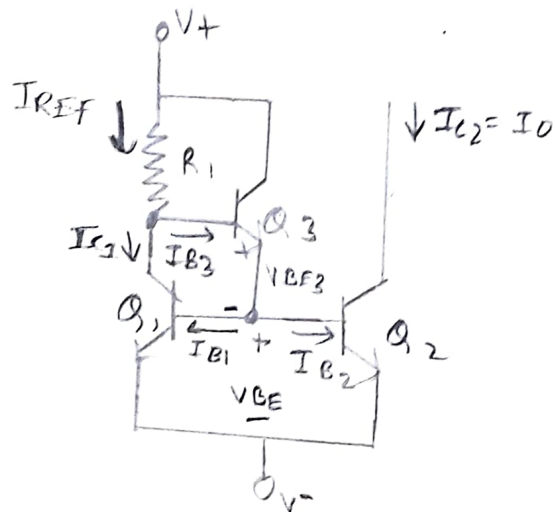 V+
IREF
IC2 = IO
R1
IC1
IB3
Q3
VBE3
Q1
-
IB1
+
IB2
Q2
VBE
V-